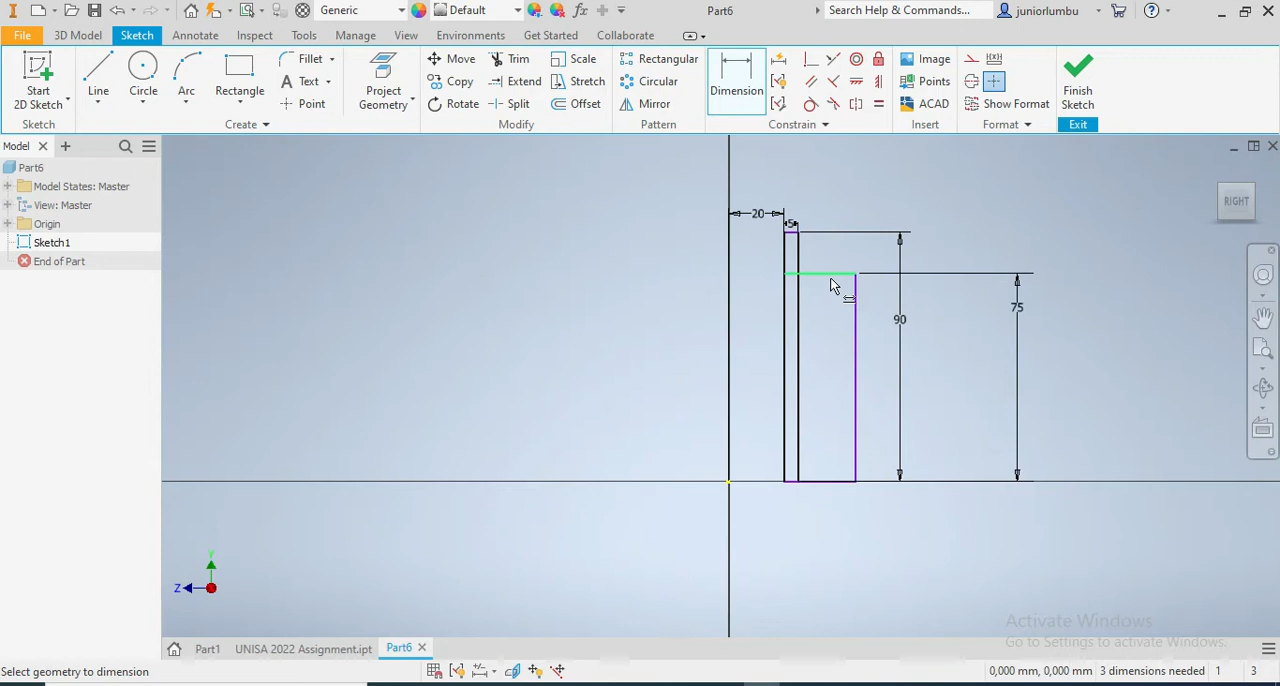 Generic Default fx Part6 Search Help & Commands... juniorlumbu
File 3D Model Sketch Annotate Inspect Tools Manage View Environments Get Started Collaborate
Start 2D Sketch Line Circle Arc Rectangle Fillet Text Point Project Geometry Move Copy Rotate Trim Extend Split Scale Stretch Offset Rectangular Circular Mirror Dimension Image Points ACAD Show Format Finish Sketch
Sketch Create Modify Pattern Constrain Insert Format Exit
Model
Part6
Model States: Master
View: Master
Origin
Sketch1
End of Part
RIGHT
20
5
75
90
Y
Z
Activate Windows
Go to Settings to activate Windows.
Part1 UNISA 2022 Assignment.ipt Part6
Select geometry to dimension 0,000 mm, 0,000 mm 3 dimensions needed 1 3